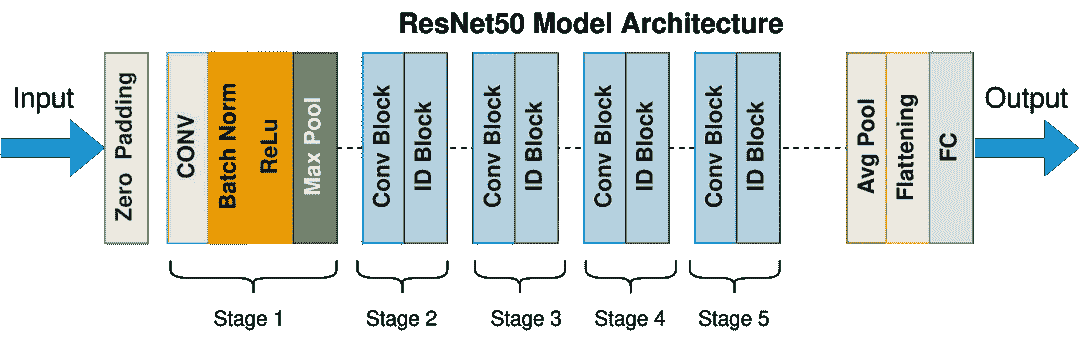 ResNet50 Model Architecture
Input
Zero Padding
CONV
Batch Norm
ReLu
Max Pool
Conv Block
ID Block
Conv Block
ID Block
Conv Block
ID Block
Conv Block
ID Block
Avg Pool
Flattening
FC
Output
Stage 1
Stage 2
Stage 3
Stage 4
Stage 5